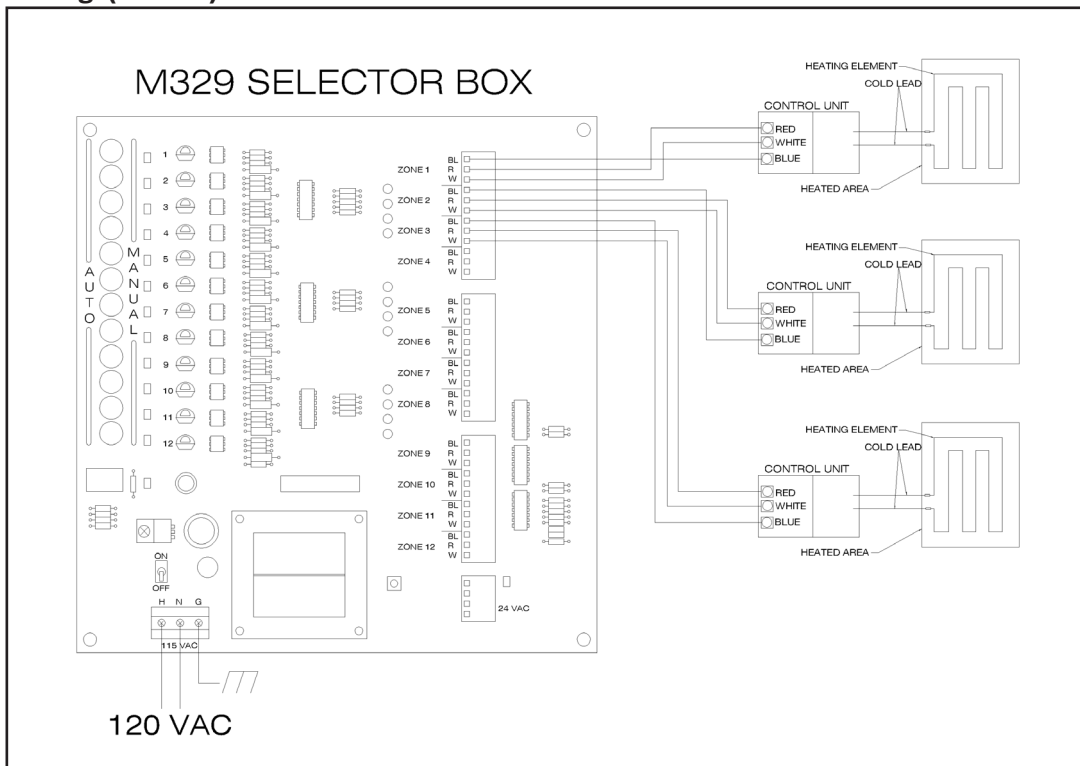 M329 SELECTOR BOX
AUTO
MANUAL
1
2
3
4
5
6
7
8
9
10
11
12
ZONE 1
BL
R
W
ZONE 2
BL
R
W
ZONE 3
BL
R
W
ZONE 4
BL
R
W
ZONE 5
BL
R
W
ZONE 6
BL
R
W
ZONE 7
BL
R
W
ZONE 8
BL
R
W
ZONE 9
BL
R
W
ZONE 10
BL
R
W
ZONE 11
BL
R
W
ZONE 12
BL
R
W
24 VAC
ON
OFF
H N G
115 VAC
120 VAC
HEATING ELEMENT
COLD LEAD
CONTROL UNIT
RED
WHITE
BLUE
HEATED AREA
HEATING ELEMENT
COLD LEAD
CONTROL UNIT
RED
WHITE
BLUE
HEATED AREA
HEATING ELEMENT
COLD LEAD
CONTROL UNIT
RED
WHITE
BLUE
HEATED AREA